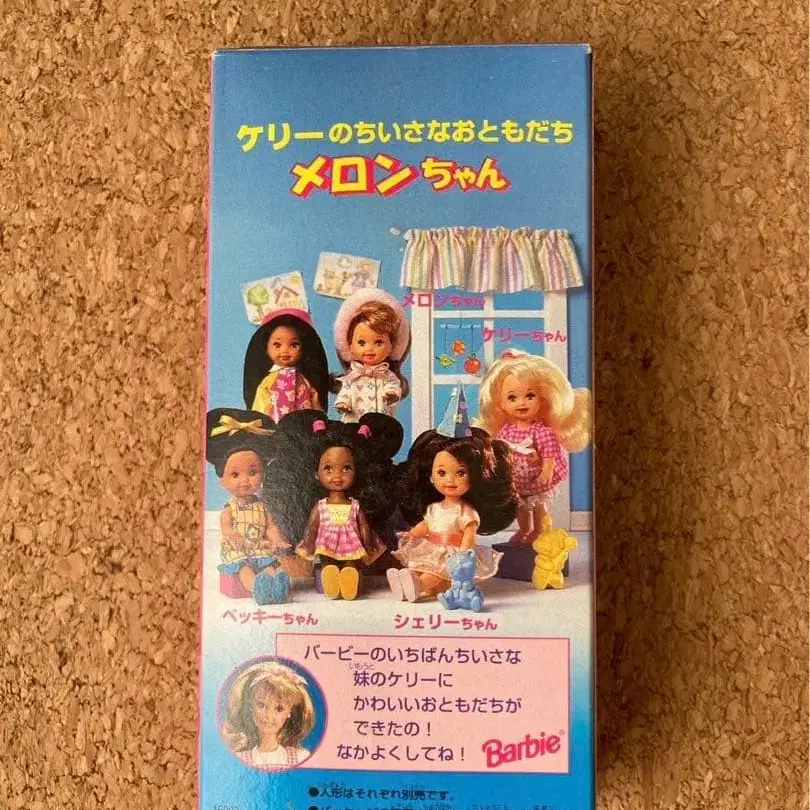 ケリーのちいさなおともだち
メロンちゃん
メロンちゃん
ケリーちゃん
ベッキーちゃん
シェリーちゃん
バービーのいちばんちいさな
いもうと
妹のケリーに
かわいいおともだちが
できたの！
なかよくしてね！
Barbie
●人形はそれぞれ別売です。